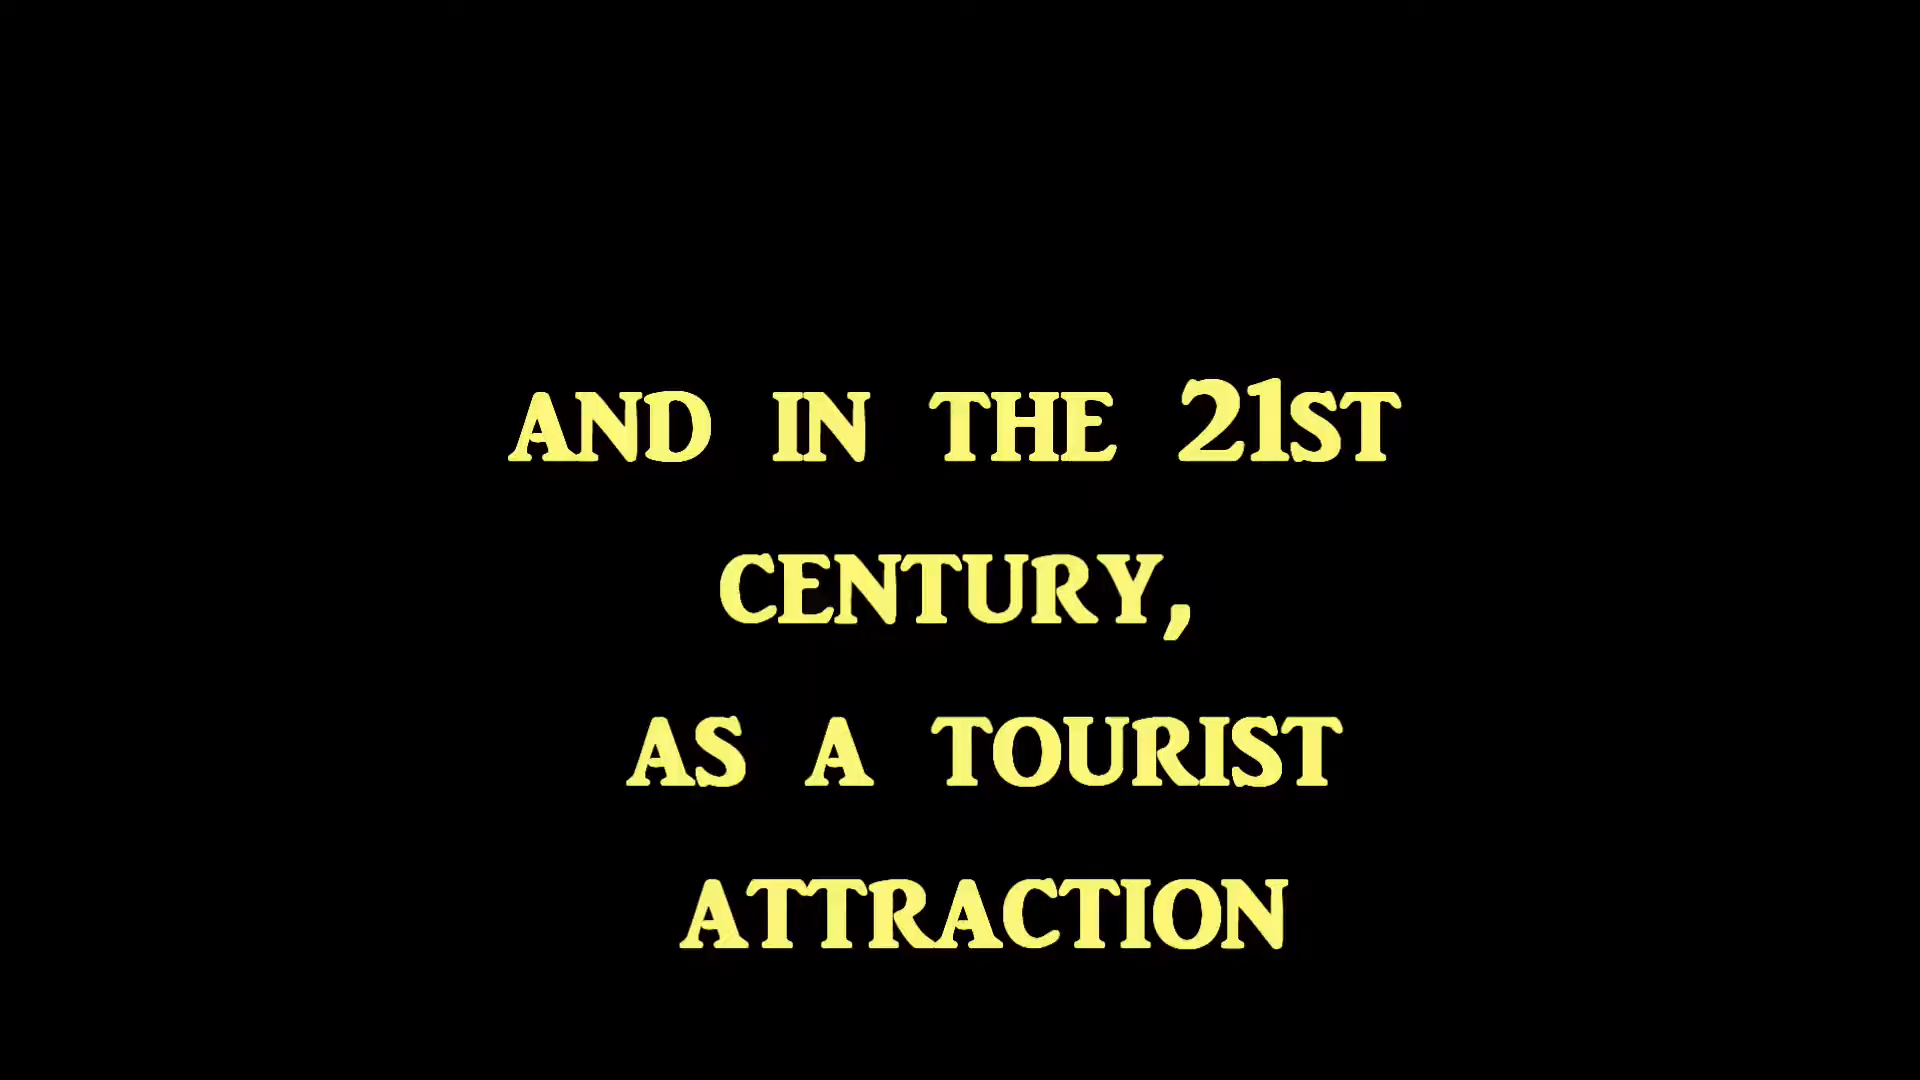 AND IN THE 21ST
CENTURY,
AS A TOURIST
ATTRACTION